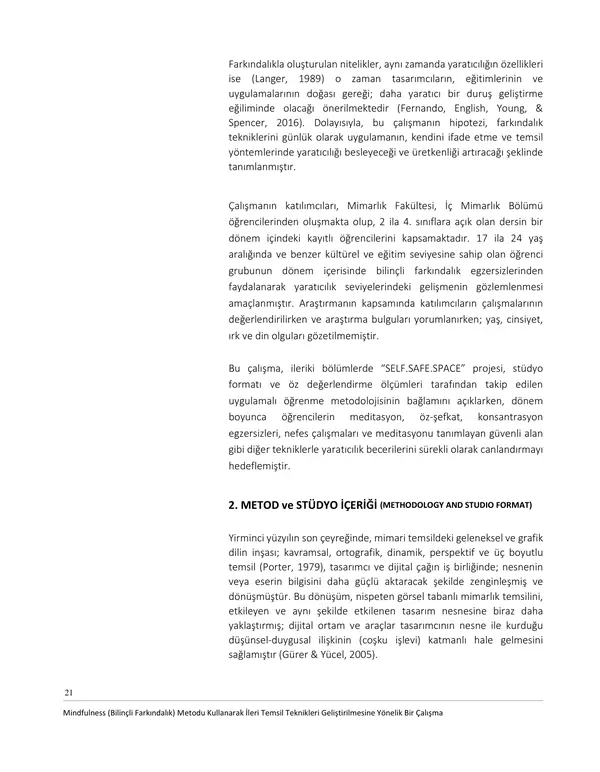 Farkındalıkla oluşturulan nitelikler, aynı zamanda yaratıcılığın özellikleri
ise (Langer, 1989) o zaman tasarımcıların, eğitimlerinin ve
uygulamalarının doğası gereği; daha yaratıcı bir duruş geliştirme
eğiliminde olacağı önerilmektedir (Fernando, English, Young, &
Spencer, 2016). Dolayısıyla, bu çalışmanın hipotezi, farkındalık
tekniklerini günlük olarak uygulamanın, kendini ifade etme ve temsil
yöntemlerinde yaratıcılığı besleyeceği ve üretkenliği artıracağı şeklinde
tanımlanmıştır.
Çalışmanın katılımcıları, Mimarlık Fakültesi, İç Mimarlık Bölümü
öğrencilerinden oluşmakta olup, 2 ila 4. sınıflara açık olan dersin bir
dönem içindeki kayıtlı öğrencilerini kapsamaktadır. 17 ila 24 yaş
aralığında ve benzer kültürel ve eğitim seviyesine sahip olan öğrenci
grubunun dönem içerisinde bilinçli farkındalık egzersizlerinden
faydalanarak yaratıcılık seviyelerindeki gelişmenin gözlemlenmesi
amaçlanmıştır. Araştırmanın kapsamında katılımcıların çalışmalarının
değerlendirilirken ve araştırma bulguları yorumlanırken; yaş, cinsiyet,
ırk ve din olguları gözetilmemiştir.
Bu çalışma, ileriki bölümlerde “SELF.SAFE.SPACE” projesi, stüdyo
formatı ve öz değerlendirme ölçümleri tarafından takip edilen
uygulamalı öğrenme metodolojisinin bağlamını açıklarken, dönem
boyunca öğrencilerin meditasyon, öz-şefkat, konsantrasyon
egzersizleri, nefes çalışmaları ve meditasyonu tanımlayan güvenli alan
gibi diğer tekniklerle yaratıcılık becerilerini sürekli olarak canlandırmayı
hedeflemiştir.
2. METOD ve STÜDYO İÇERİĞİ (METHODOLOGY AND STUDIO FORMAT)
Yirminci yüzyılın son çeyreğinde, mimari temsildeki geleneksel ve grafik
dilin inşası; kavramsal, ortografik, dinamik, perspektif ve üç boyutlu
temsil (Porter, 1979), tasarımcı ve dijital çağın iş birliğinde; nesnenin
veya eserin bilgisini daha güçlü aktaracak şekilde zenginleşmiş ve
dönüşmüştür. Bu dönüşüm, nispeten görsel tabanlı mimarlık temsilini,
etkileyen ve aynı şekilde etkilenen tasarım nesnesine biraz daha
yaklaştırmış; dijital ortam ve araçlar tasarımcının nesne ile kurduğu
düşünsel-duygusal ilişkinin (coşku işlevi) katmanlı hale gelmesini
sağlamıştır (Gürer & Yücel, 2005).
21
Mindfulness (Bilinçli Farkındalık) Metodu Kullanarak İleri Temsil Teknikleri Geliştirilmesine Yönelik Bir Çalışma